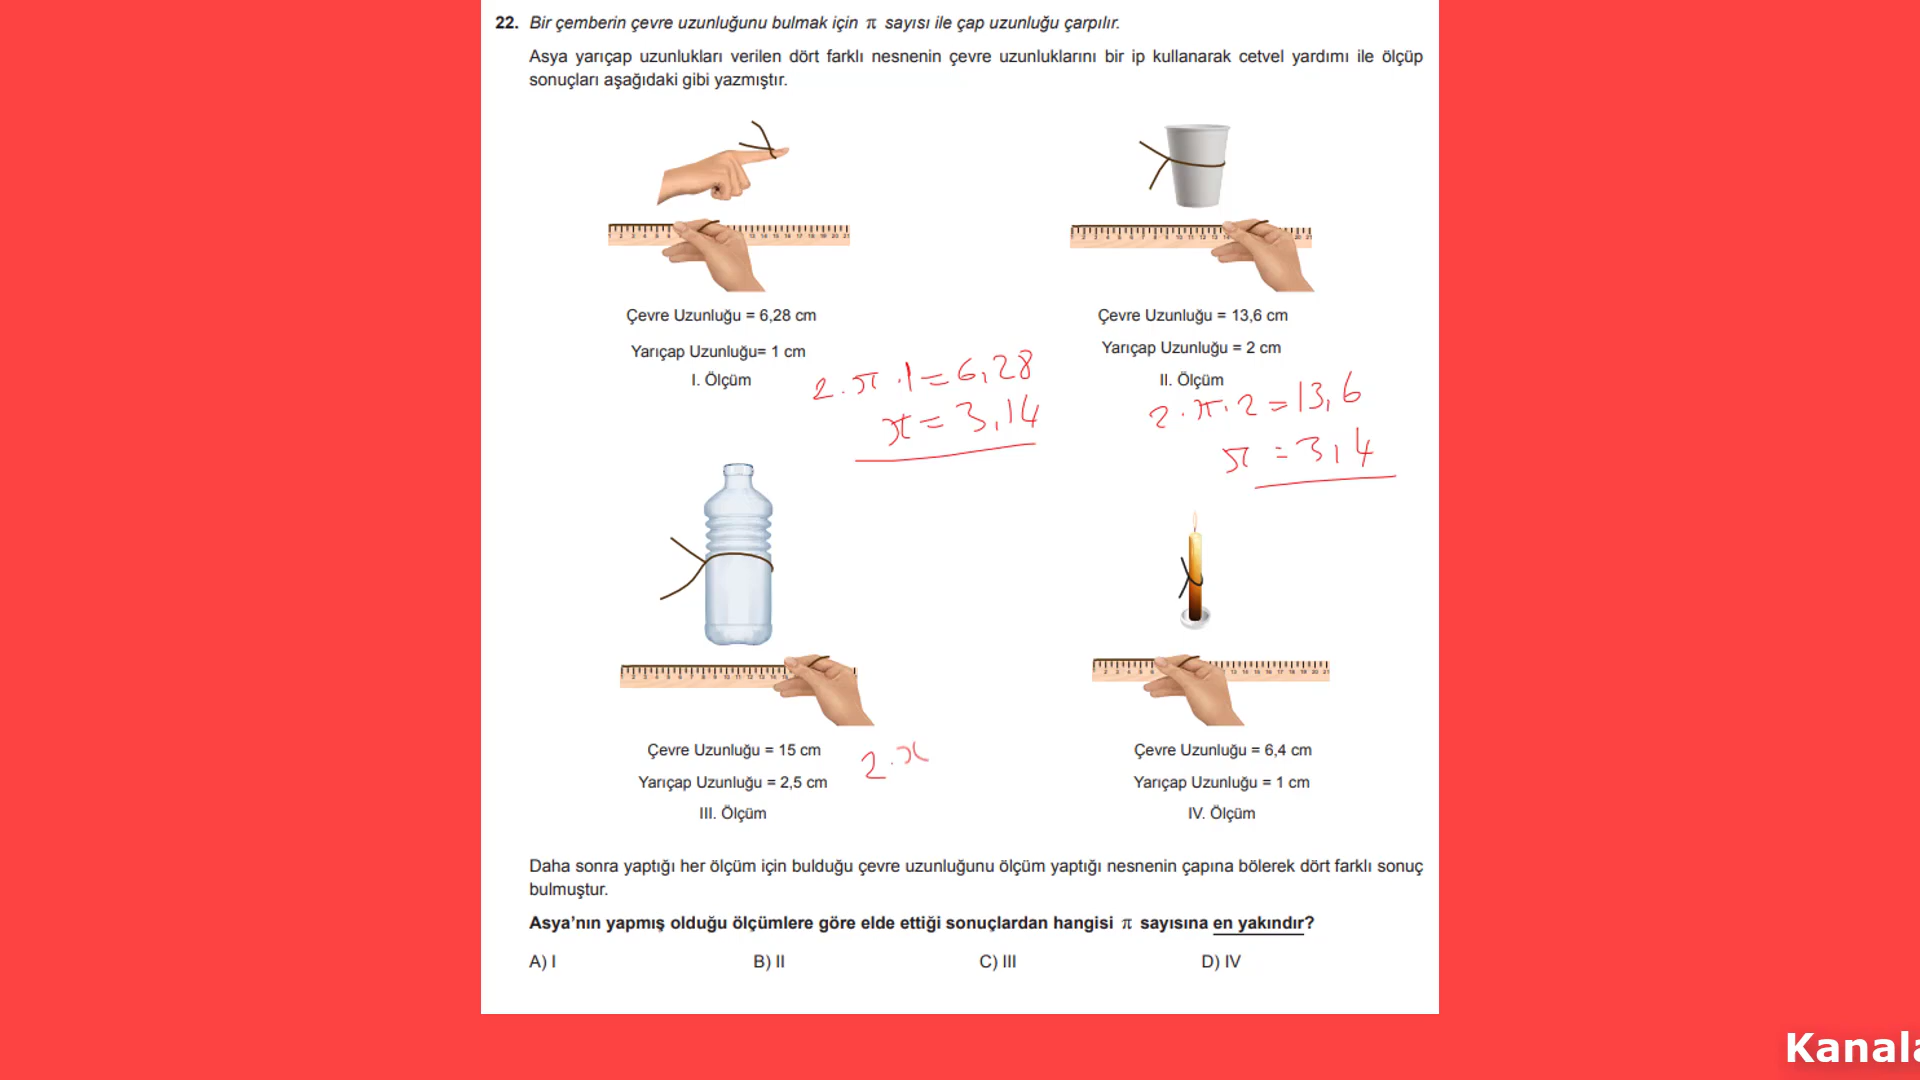 22. Bir çemberin çevre uzunluğunu bulmak için π sayısı ile çap uzunluğu çarpılır.
Asya yarıçap uzunlukları verilen dört farklı nesnenin çevre uzunluklarını bir ip kullanarak cetvel yardımı ile ölçüp
sonuçları aşağıdaki gibi yazmıştır.
Çevre Uzunluğu = 6,28 cm
Yarıçap Uzunluğu= 1 cm
I. Ölçüm
2.π.1=6,28
π=3,14
Çevre Uzunluğu = 13,6 cm
Yarıçap Uzunluğu = 2 cm
II. Ölçüm
2.π.2=13,6
π=3,4
Çevre Uzunluğu = 15 cm
Yarıçap Uzunluğu = 2,5 cm
III. Ölçüm
2.π
Çevre Uzunluğu = 6,4 cm
Yarıçap Uzunluğu = 1 cm
IV. Ölçüm
Daha sonra yaptığı her ölçüm için bulduğu çevre uzunluğunu ölçüm yaptığı nesnenin çapına bölerek dört farklı sonuç
bulmuştur.
Asya'nın yapmış olduğu ölçümlere göre elde ettiği sonuçlardan hangisi π sayısına en yakındır?
A) I B) II C) III D) IV
Kanala